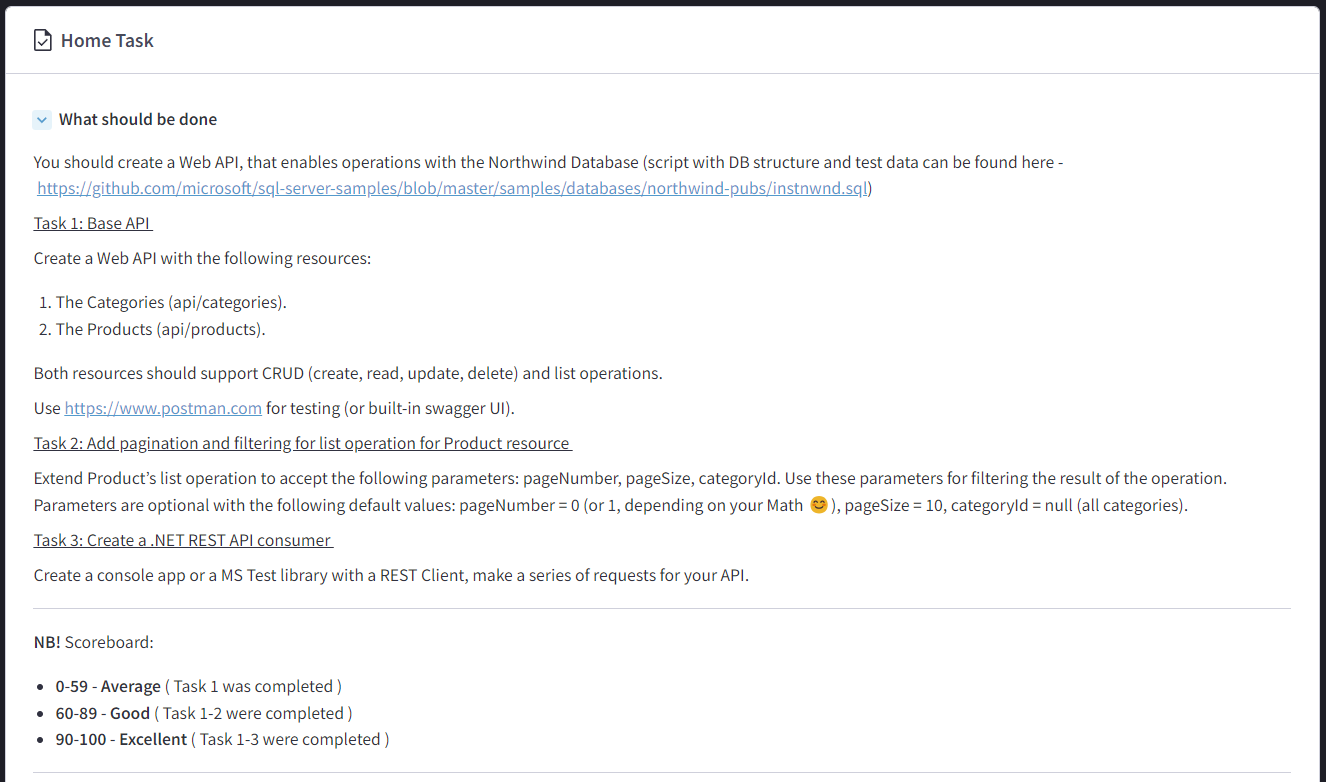 Home Task
What should be done
You should create a Web API, that enables operations with the Northwind Database (script with DB structure and test data can be found here -
https://github.com/microsoft/sql-server-samples/blob/master/samples/databases/northwind-pubs/instnwnd.sql)
Task 1: Base API
Create a Web API with the following resources:
1. The Categories (api/categories).
2. The Products (api/products).
Both resources should support CRUD (create, read, update, delete) and list operations.
Use https://www.postman.com for testing (or built-in swagger UI).
Task 2: Add pagination and filtering for list operation for Product resource
Extend Product’s list operation to accept the following parameters: pageNumber, pageSize, categoryId. Use these parameters for filtering the result of the operation.
Parameters are optional with the following default values: pageNumber = 0 (or 1, depending on your Math 😊), pageSize = 10, categoryId = null (all categories).
Task 3: Create a .NET REST API consumer
Create a console app or a MS Test library with a REST Client, make a series of requests for your API.
NB! Scoreboard:
• 0-59 - Average ( Task 1 was completed )
• 60-89 - Good ( Task 1-2 were completed )
• 90-100 - Excellent ( Task 1-3 were completed )